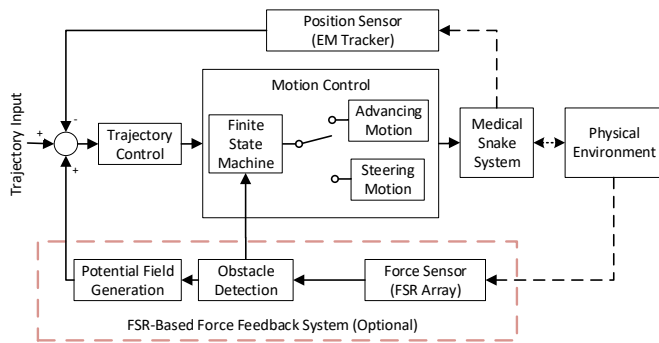 Position Sensor
(EM Tracker)
Trajectory Input
+
-
+
Trajectory
Control
Motion Control
Finite
State
Machine
Advancing
Motion
Steering
Motion
Medical
Snake
System
Physical
Environment
Potential Field
Generation
Obstacle
Detection
Force Sensor
(FSR Array)
FSR-Based Force Feedback System (Optional)